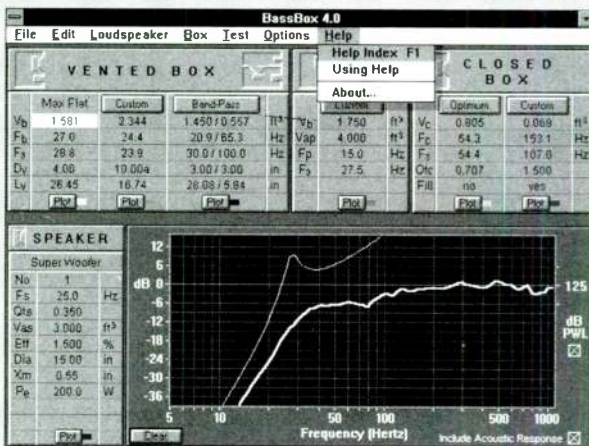 BassBox 4.0
File Edit Loudspeaker Box Test Options Help
Help Index F1
Using Help
About...
VENTED BOX
Max Flat Custom Band-Pass
Vb 1.581 2.344 1.450 / 0.557 ft³
Fb 27.0 24.4 20.9 / 65.3 Hz
F3 28.8 23.9 30.0 / 100.0 Hz
Dv 4.00 10.00a 3.00 / 3.00 in
Lv 26.45 16.74 28.08 / 5.84 in
Plot Plot Plot
Custom
Vb 1.750 ft³
Vap 4.000 ft³
Fp 15.0 Hz
F3 27.5 Hz
Plot
CLOSED
BOX
Optimum Custom
Vc 0.805 0.069 ft³
Fc 54.3 153.1 Hz
F3 54.4 107.0 Hz
Qtc 0.707 1.500
Fill no yes
Plot Plot
SPEAKER
Super Woofer
No 1
Fs 25.0 Hz
Qts 0.350
Vas 3.000 ft³
Eff 1.500 %
Dia 15.00 in
Xm 0.55 in
Pe 200.0 W
Plot
12
6
dB 0
-6
-12
-18
-24
-30
-36
125
dB
PWL
5 10 50 100 500 1000
Clear
Frequency (Hertz)
Include Acoustic Response